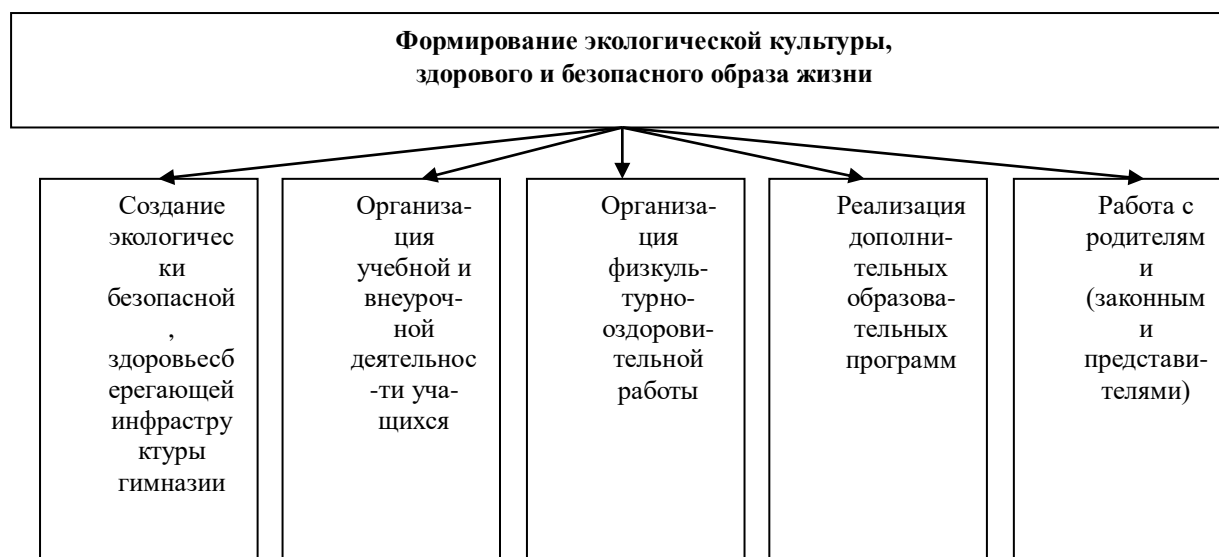 Формирование экологической культуры,
здорового и безопасного образа жизни
Создание
экологичес
ки
безопасной
,
здоровьесб
ерегающей
инфрастру
ктуры
гимназии
Организа-
ция
учебной и
внеуроч-
ной
деятельнос
-ти уча-
щихся
Организа-
ция
физкуль-
турно-
оздорови-
тельной
работы
Реализация
дополни-
тельных
образова-
тельных
программ
Работа с
родителям
и
(законным
и
представи-
телями)